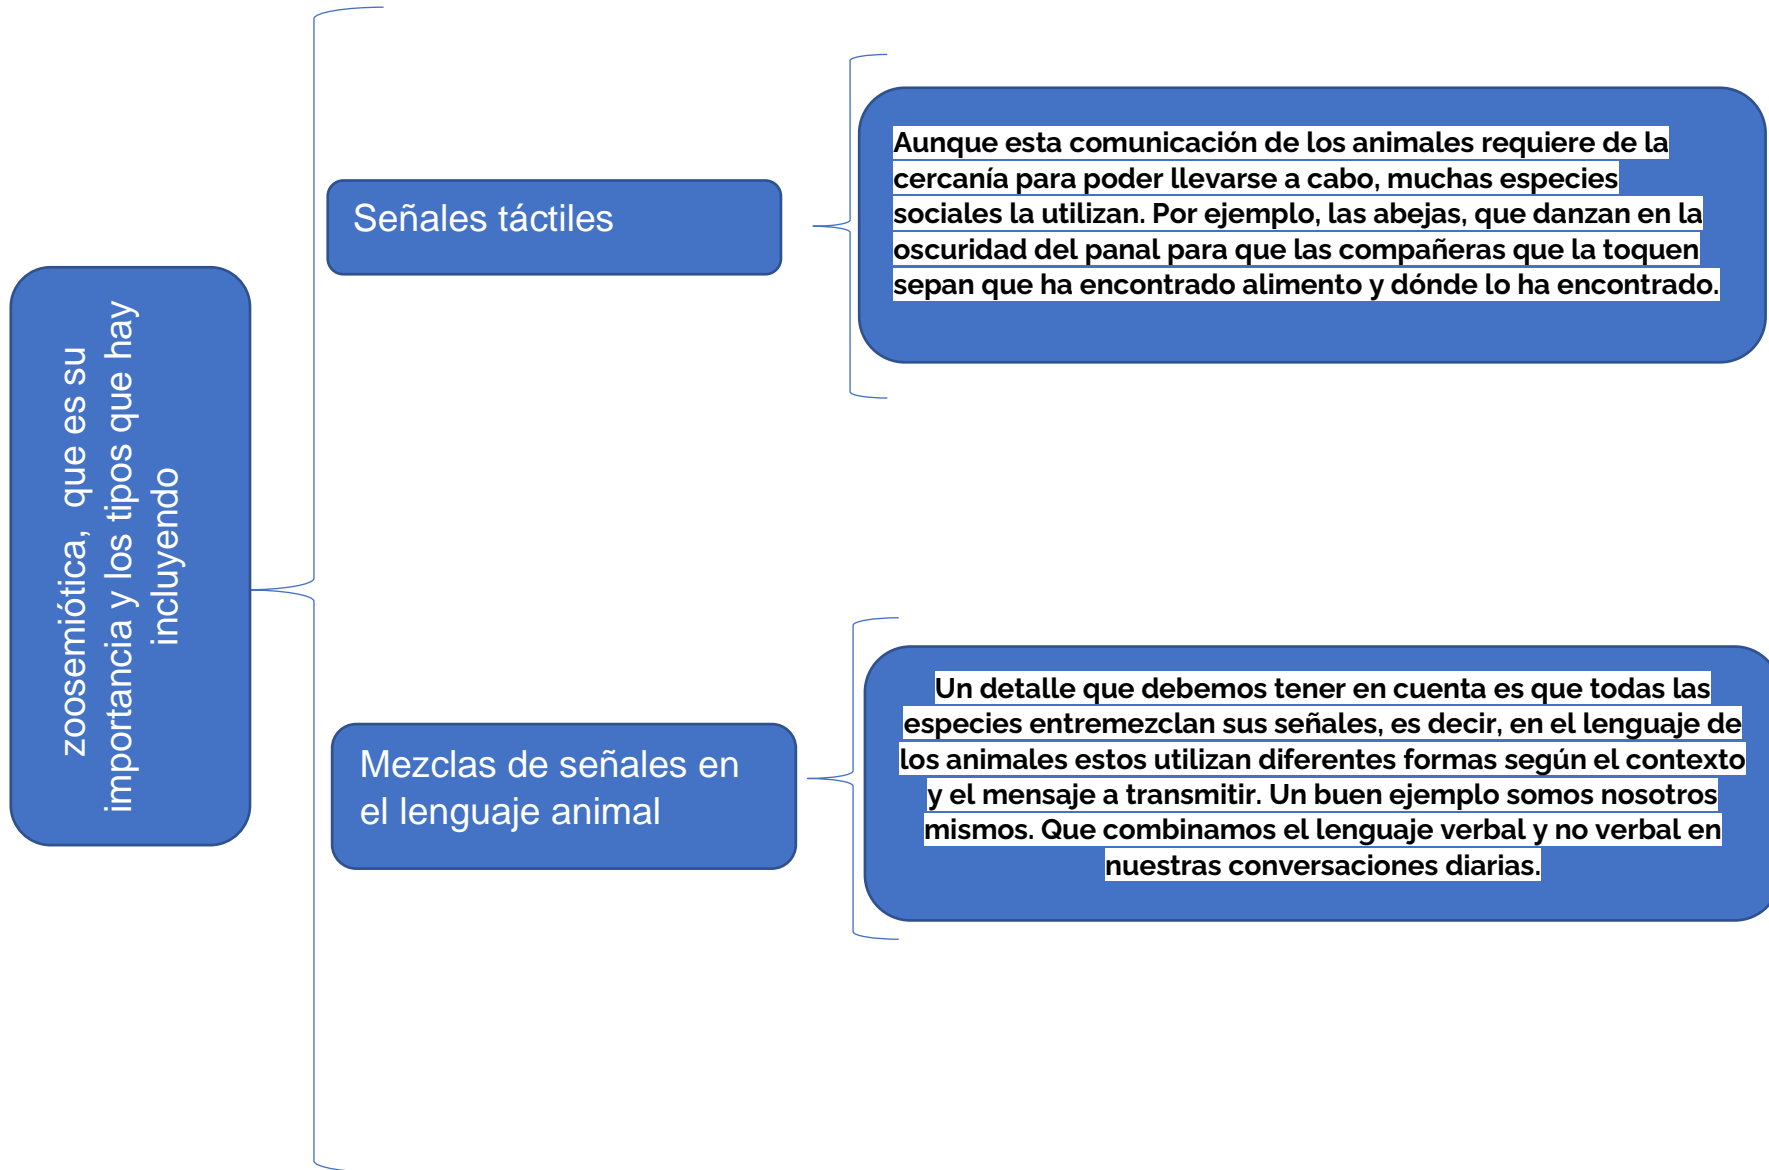 zoosemiótica,  que es su
importancia y los tipos que hay
incluyendo
Señales táctiles
Aunque esta comunicación de los animales requiere de la
cercanía para poder llevarse a cabo, muchas especies
sociales la utilizan. Por ejemplo, las abejas, que danzan en la
oscuridad del panal para que las compañeras que la toquen
sepan que ha encontrado alimento y dónde lo ha encontrado.
Mezclas de señales en
el lenguaje animal
Un detalle que debemos tener en cuenta es que todas las
especies entremezclan sus señales, es decir, en el lenguaje de
los animales estos utilizan diferentes formas según el contexto
y el mensaje a transmitir. Un buen ejemplo somos nosotros
mismos. Que combinamos el lenguaje verbal y no verbal en
nuestras conversaciones diarias.